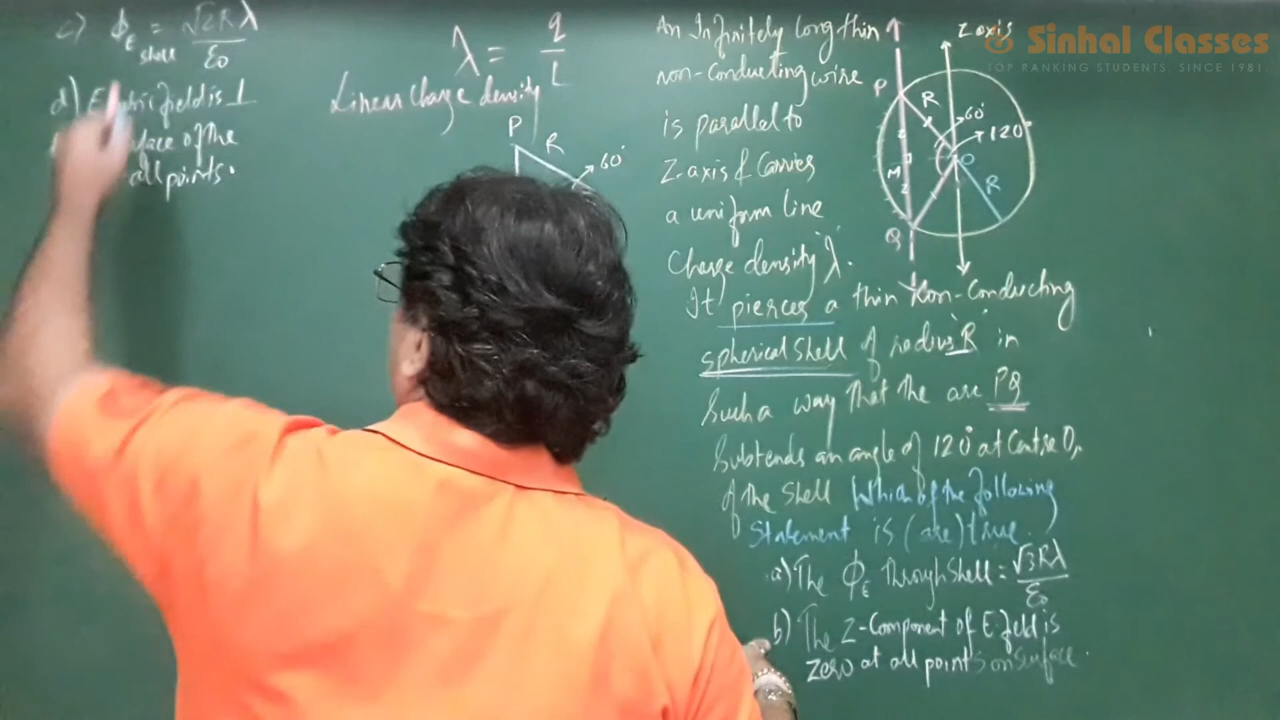 c) ϕE shell = √2Rλ/ε0
d) E field is ⊥
surface of the
all points.
λ = q/L
Linear Charge density
P
R
60°
An Infinitely long thin
non-Conducting wire
is parallel to
Z-axis & Carries
a uniform line
Charge density 'λ'.
It pierces a thin Non-Conducting
spherical shell of radius 'R' in
Such a way that the arc PQ
Subtends an angle of 120° at Centre O,
of the shell Which of the following
Statement is (are) true.
a) The ϕE Through Shell = √3Rλ/ε0
b) The Z-Component of E.field is
zero at all points on surface.
Z axis
P
R
60°
120°
M
O
R
Q
Sinhal Classes
TOP RANKING STUDENTS, SINCE 1981